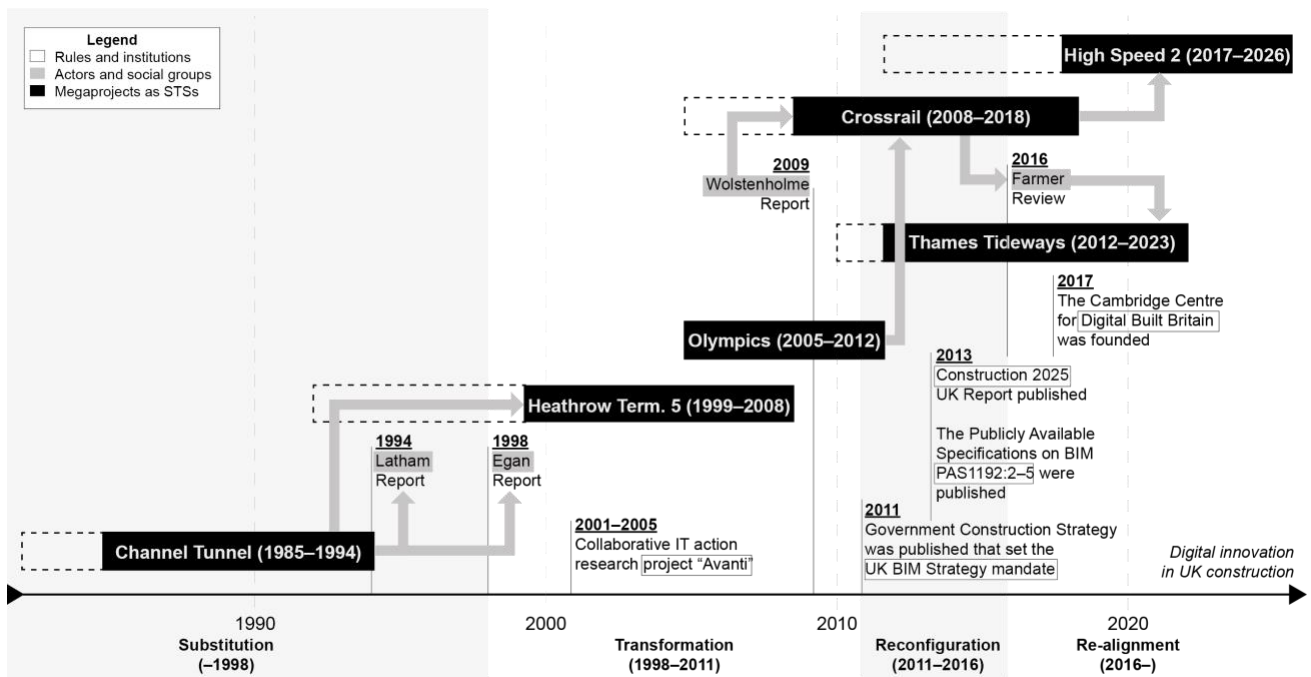 Legend
Rules and institutions
Actors and social groups
Megaprojects as STSs
High Speed 2 (2017–2026)
Crossrail (2008–2018)
2009
Wolstenholme
Report
2016
Farmer
Review
Thames Tideways (2012–2023)
2017
The Cambridge Centre
for Digital Built Britain
was founded
Olympics (2005–2012)
2013
Construction 2025
UK Report published
The Publicly Available
Specifications on BIM
PAS1192:2–5 were
published
Heathrow Term. 5 (1999–2008)
1994
Latham
Report
1998
Egan
Report
2011
Government Construction Strategy
was published that set the
UK BIM Strategy mandate
2001–2005
Collaborative IT action
research project “Avanti”
Channel Tunnel (1985–1994)
Digital innovation
in UK construction
1990
2000
2010
2020
Substitution
(–1998)
Transformation
(1998–2011)
Reconfiguration
(2011–2016)
Re-alignment
(2016–)